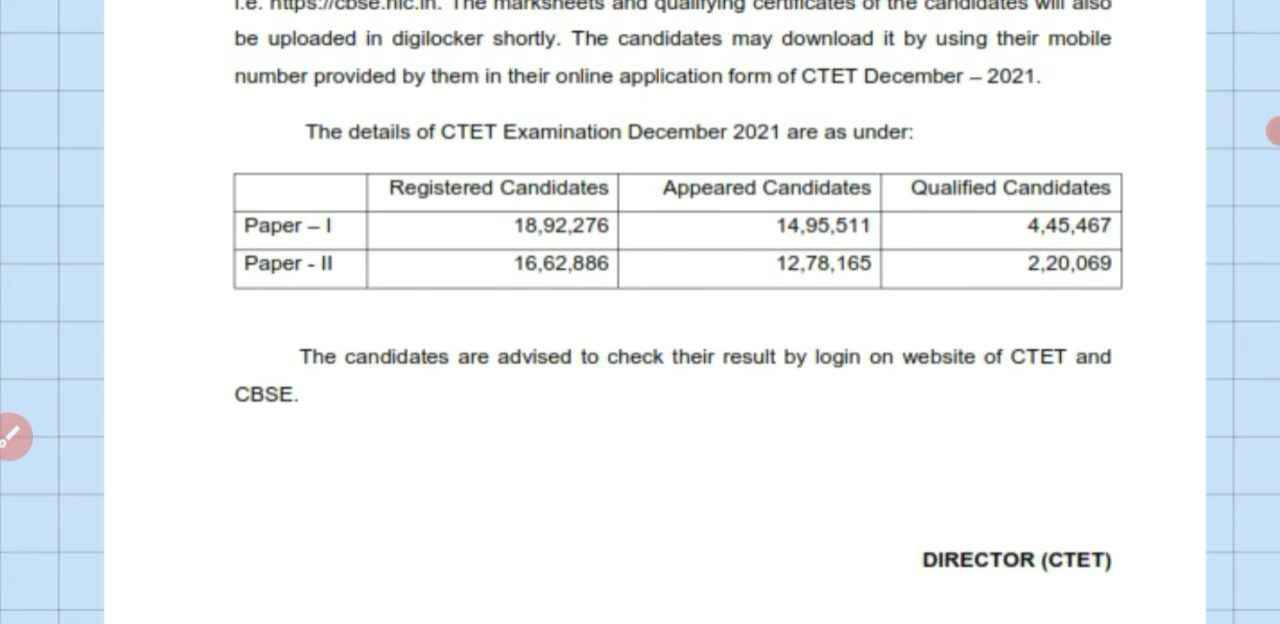 i.e. https://cbse.nic.in. The marksheets and qualifying certificates of the candidates will also
be uploaded in digilocker shortly. The candidates may download it by using their mobile
number provided by them in their online application form of CTET December – 2021.
The details of CTET Examination December 2021 are as under:
Registered Candidates Appeared Candidates Qualified Candidates
Paper – I 18,92,276 14,95,511 4,45,467
Paper - II 16,62,886 12,78,165 2,20,069
The candidates are advised to check their result by login on website of CTET and
CBSE.
DIRECTOR (CTET)